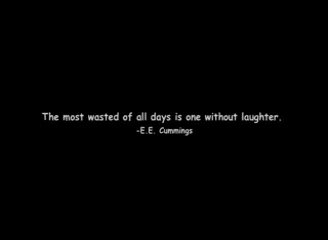 The most wasted of all days is one without laughter.
-E.E. Cummings